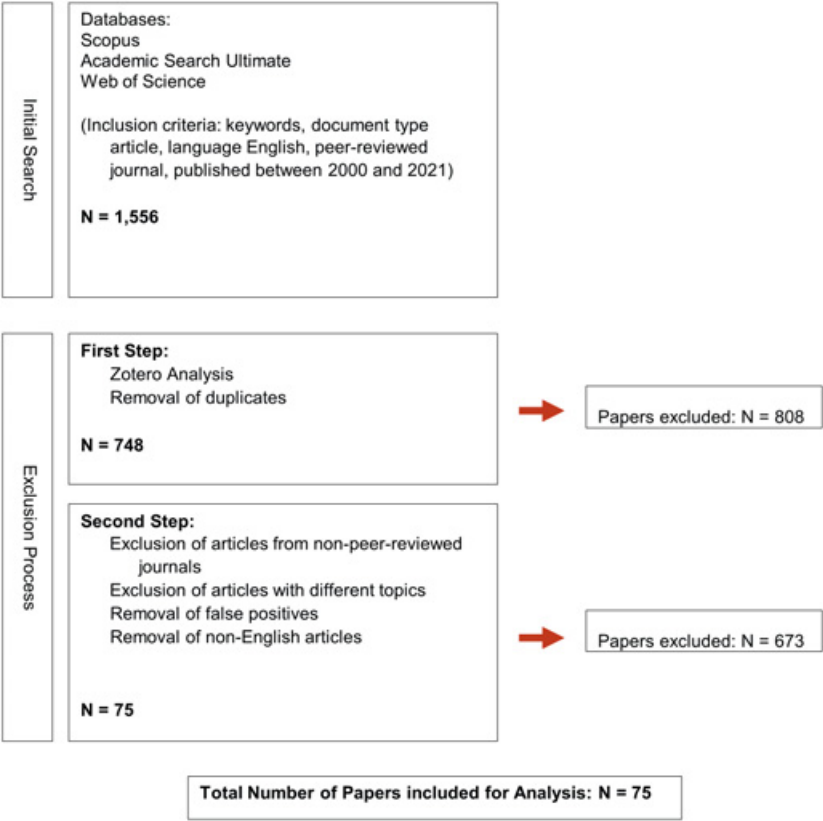 Initial Search
Databases:
Scopus
Academic Search Ultimate
Web of Science
(Inclusion criteria: keywords, document type
article, language English, peer-reviewed
journal, published between 2000 and 2021)
N = 1,556
Exclusion Process
First Step:
Zotero Analysis
Removal of duplicates
N = 748
Papers excluded: N = 808
Second Step:
Exclusion of articles from non-peer-reviewed
journals
Exclusion of articles with different topics
Removal of false positives
Removal of non-English articles
N = 75
Papers excluded: N = 673
Total Number of Papers included for Analysis: N = 75